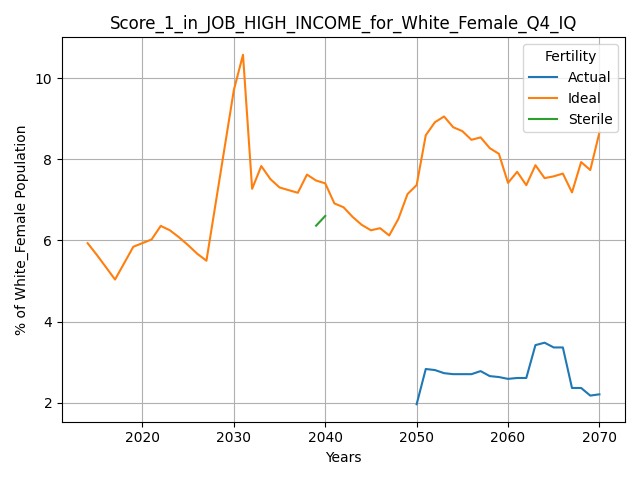 Score_1_in_JOB_HIGH_INCOME_for_White_Female_Q4_IQ
Fertility
Actual
Ideal
Sterile
% of White_Female Population
10
8
6
4
2
2020 2030 2040 2050 2060 2070
Years